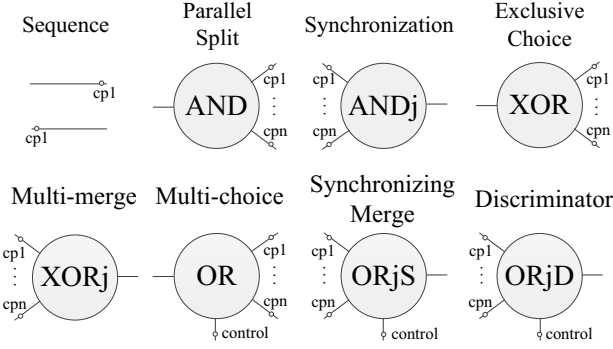 Sequence
Parallel
Split
Synchronization
Exclusive
Choice
cp1
cp1
AND
cp1
cpn
cp1
cpn
ANDj
XOR
cp1
cpn
Multi-merge
Multi-choice
Synchronizing
Merge
Discriminator
cp1
cpn
XORj
OR
cp1
cpn
control
cp1
cpn
ORjS
control
cp1
cpn
ORjD
control